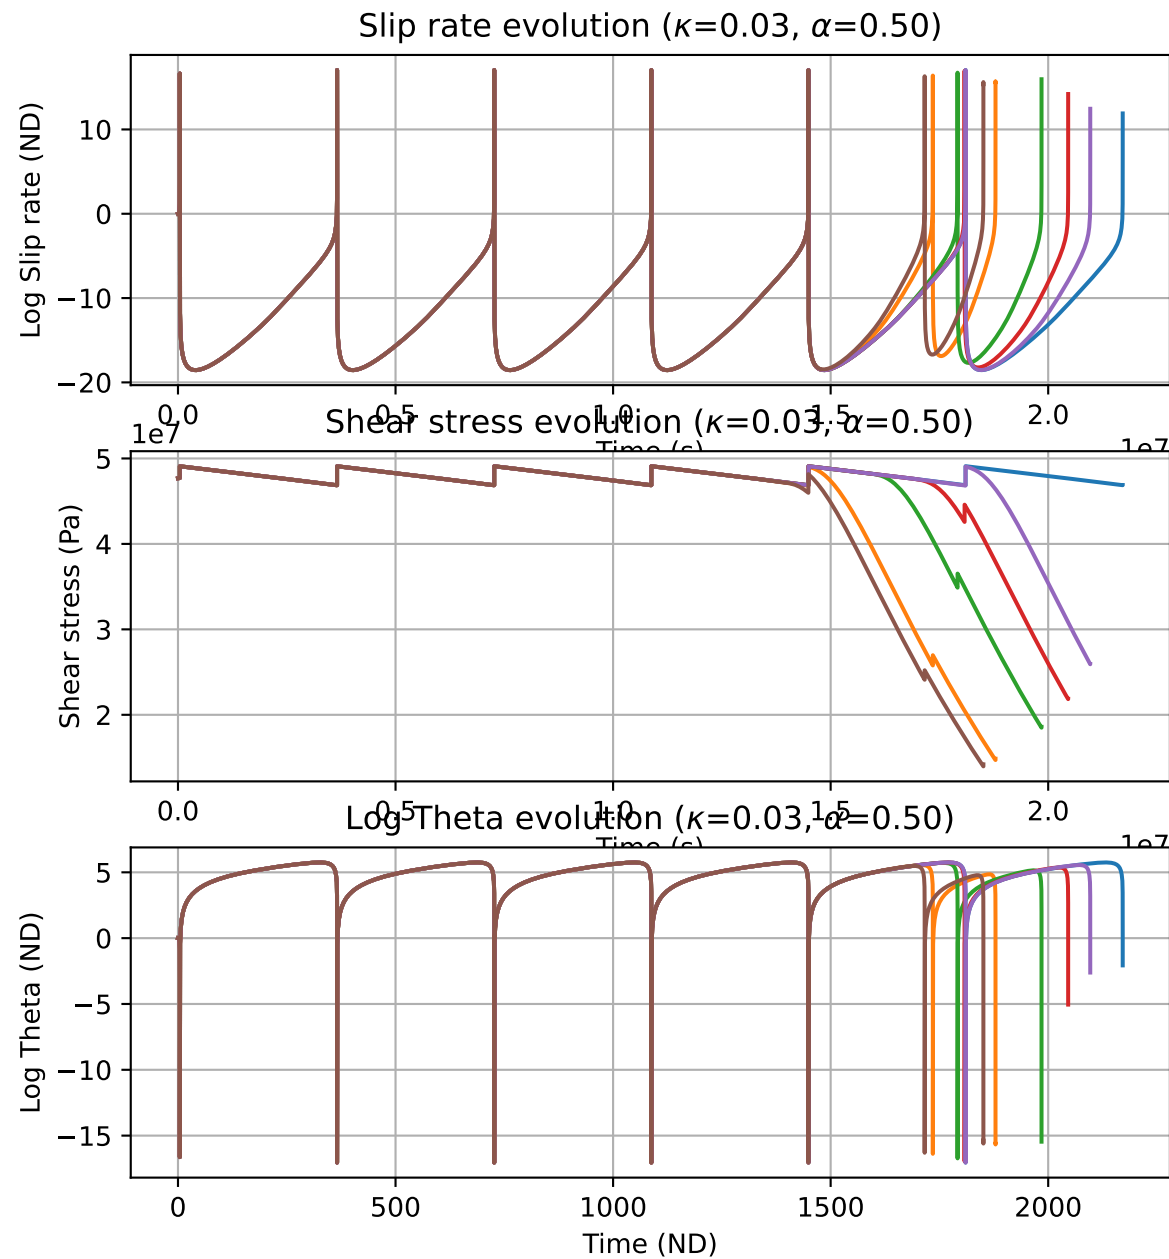 Slip rate evolution (κ=0.03, α=0.50)
Log Slip rate (ND)
10
0
−10
−20
0.0 0.5 1.0 1.5 2.0
Time (s)
1e7
Shear stress evolution (κ=0.03, α=0.50)
1e7
Shear stress (Pa)
5
4
3
2
0.0 0.5 1.0 1.5 2.0
Time (s)
1e7
Log Theta evolution (κ=0.03, α=0.50)
Log Theta (ND)
5
0
−5
−10
−15
0 500 1000 1500 2000
Time (ND)